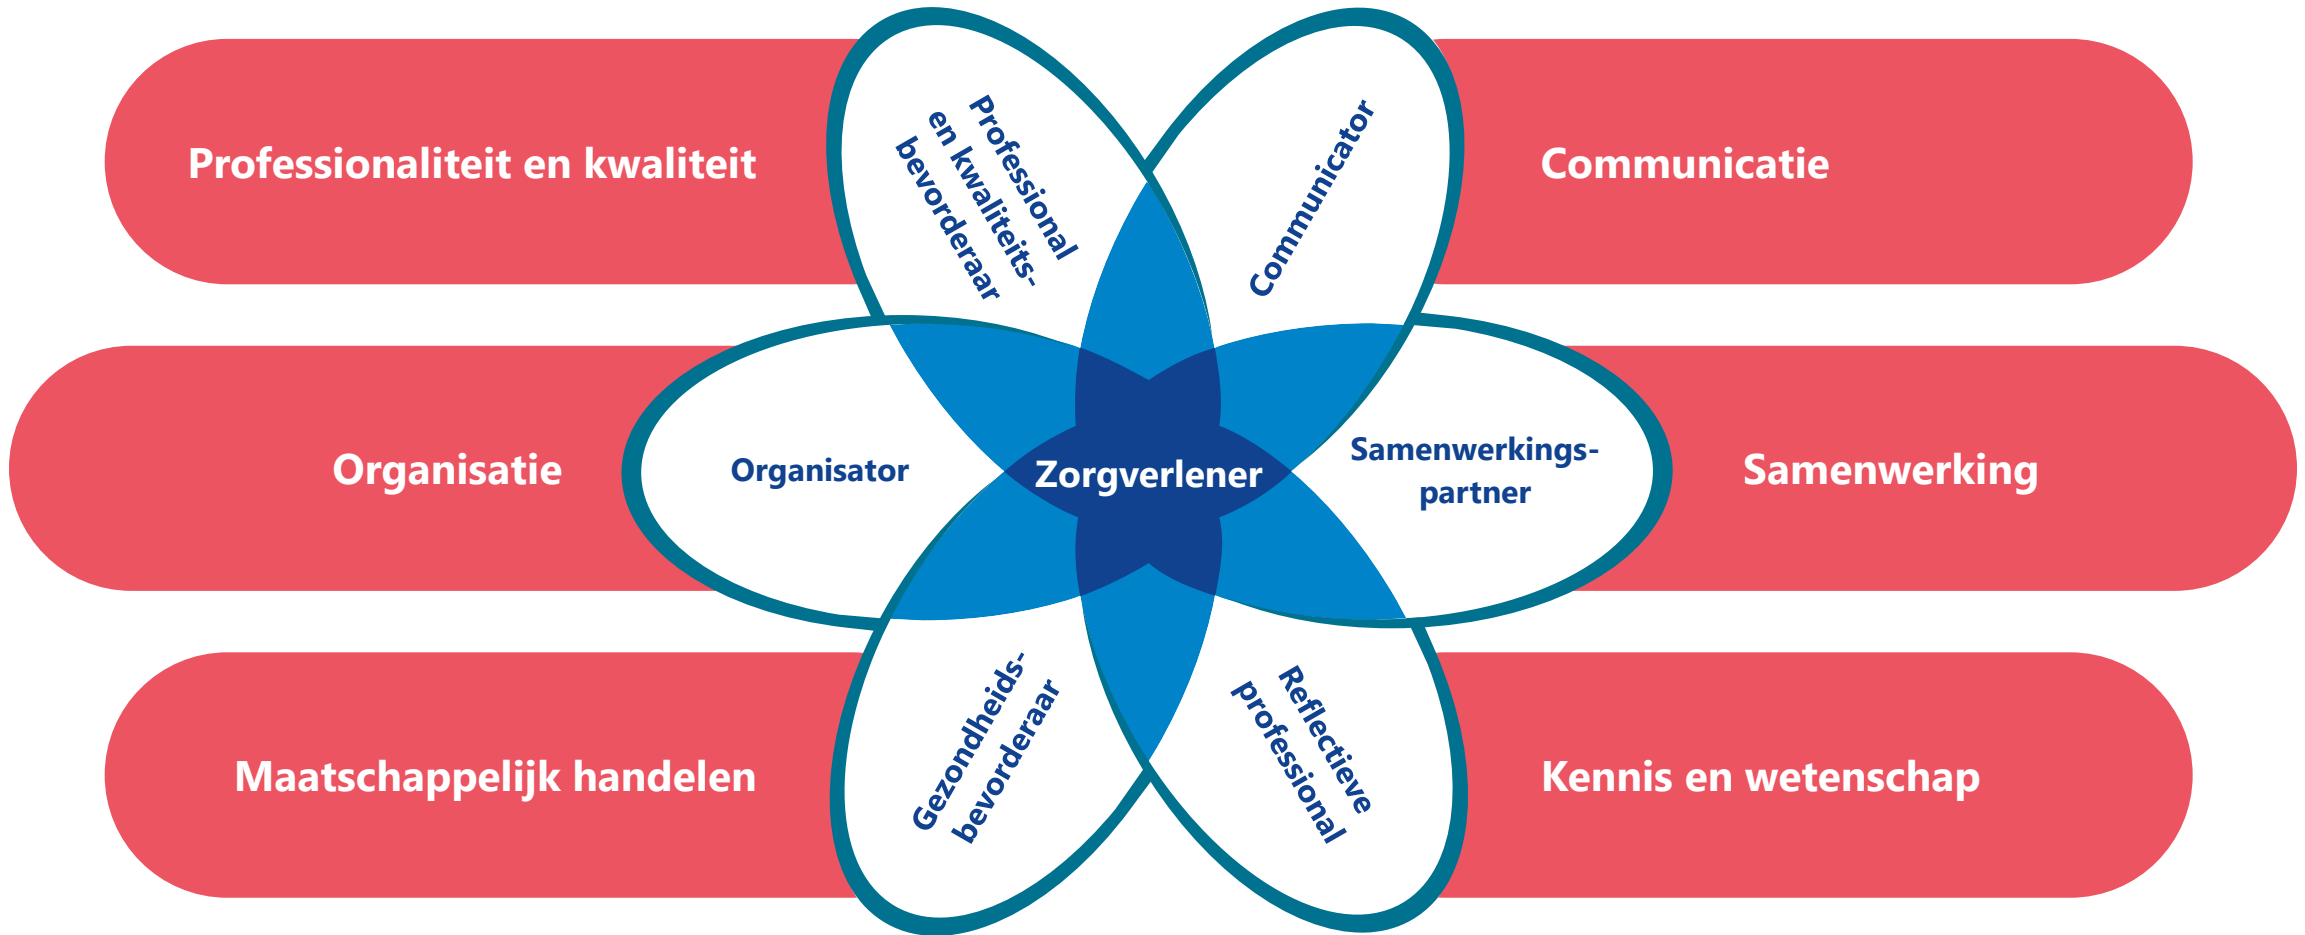 Professionaliteit en kwaliteit
Professional
en kwaliteits-
bevorderaar
Communicator
Communicatie
Organisatie
Organisator
Zorgverlener
Samenwerkings-
partner
Samenwerking
Maatschappelijk handelen
Gezondheids-
bevorderaar
Reflectieve
professional
Kennis en wetenschap